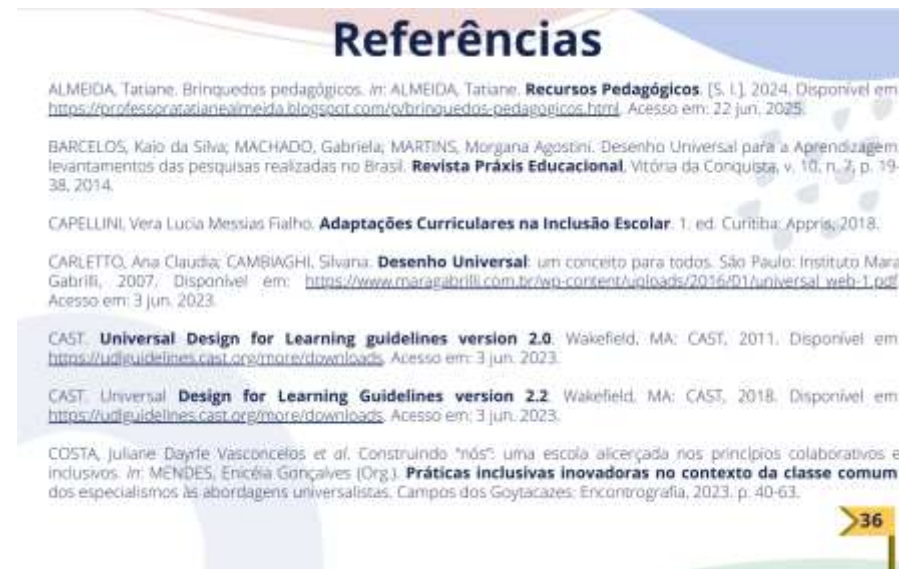 Referências
ALMEIDA, Tatiane. Brinquedos pedagógicos. In: ALMEIDA, Tatiane. Recursos Pedagógicos. [S. l.], 2024. Disponível em
https://professoratatianealmeida.blogspot.com/p/brinquedos-pedagogicos.html. Acesso em: 22 jun. 2025.
BARCELOS, Kaio da Silva; MACHADO, Gabriela; MARTINS, Morgana Agostini. Desenho Universal para a Aprendizagem
levantamentos das pesquisas realizadas no Brasil. Revista Práxis Educacional, Vitória da Conquista, v. 10, n. 7, p. 19-
38, 2014.
CAPELLINI, Vera Lucia Messias Fialho. Adaptações Curriculares na Inclusão Escolar. 1. ed. Curitiba: Appris, 2018.
CARLETTO, Ana Claudia; CAMBIAGHI, Silvana. Desenho Universal: um conceito para todos. São Paulo: Instituto Mara
Gabrilli, 2007. Disponível em: https://www.maragabrilli.com.br/wp-content/uploads/2016/01/universal_web-1.pdf
Acesso em: 3 jun. 2023.
CAST. Universal Design for Learning guidelines version 2.0. Wakefield, MA: CAST, 2011. Disponível em
https://udlguidelines.cast.org/more/downloads. Acesso em: 3 jun. 2023.
CAST. Universal Design for Learning Guidelines version 2.2. Wakefield, MA: CAST, 2018. Disponível em
https://udlguidelines.cast.org/more/downloads. Acesso em: 3 jun. 2023.
COSTA, Juliane Dayrle Vasconcelos et al. Construindo "nós": uma escola alicerçada nos princípios colaborativos e
inclusivos. In: MENDES, Enicéia Gonçalves (Org.). Práticas inclusivas inovadoras no contexto da classe comum
dos especialismos às abordagens universalistas. Campos dos Goytacazes: Encontrografia, 2023. p. 40-63.
36